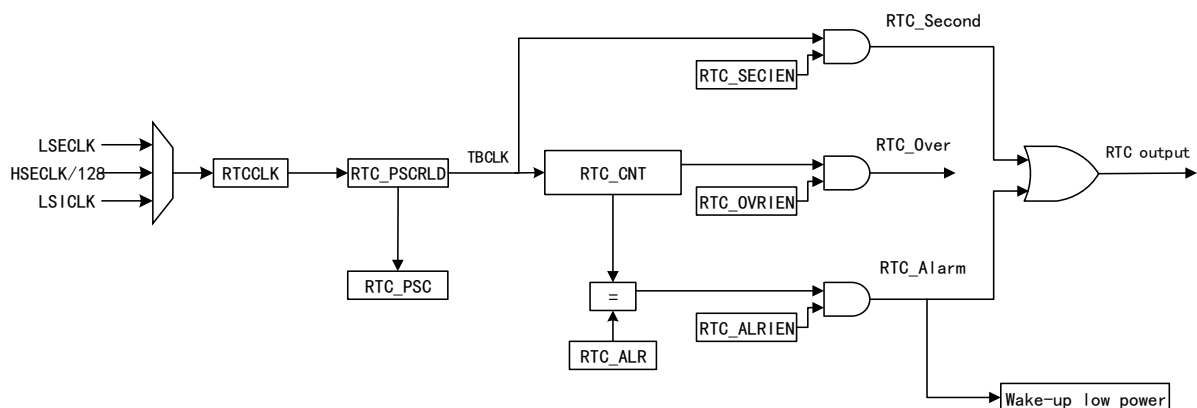 RTC_Second
RTC_SECIEN
LSECLK
HSECLK/128
LSICLK
RTCCLK
RTC_PSCRLD
TBCLK
RTC_CNT
RTC_Over
RTC_OVRIEN
RTC output
RTC_PSC
=
RTC_Alarm
RTC_ALRIEN
RTC_ALR
Wake-up low power